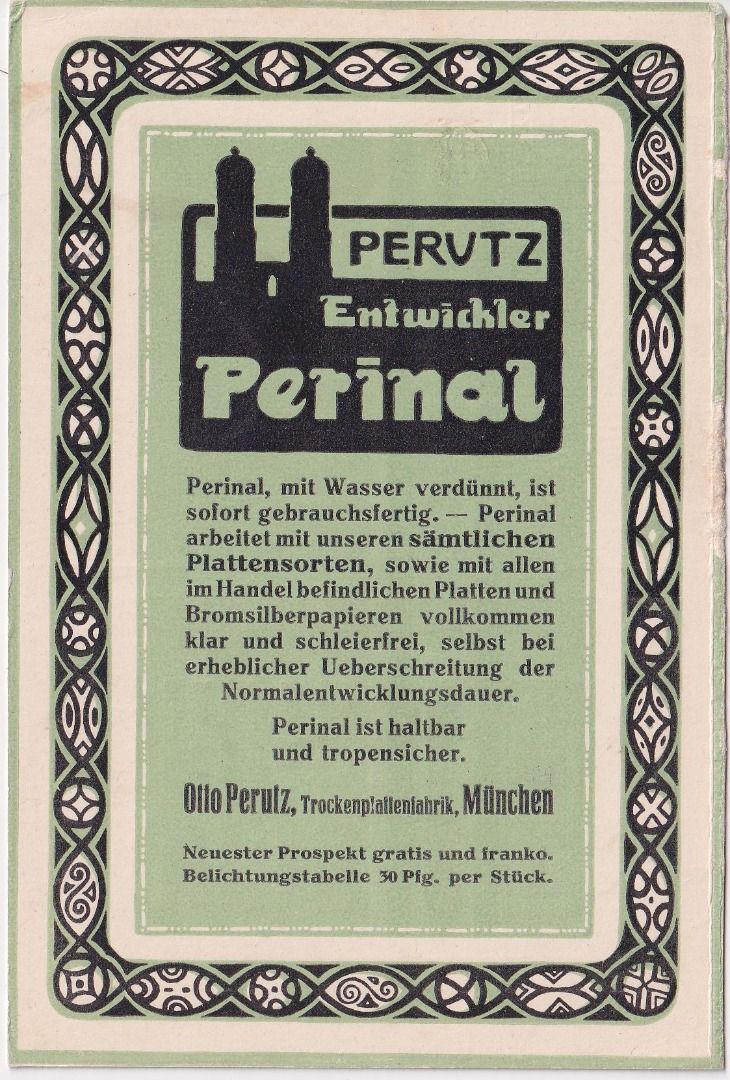 PERUTZ
Entwickler
Perinal
Perinal, mit Wasser verdünnt, ist
sofort gebrauchsfertig. — Perinal
arbeitet mit unseren sämtlichen
Plattensorten, sowie mit allen
im Handel befindlichen Platten und
Bromsilberpapieren vollkommen
klar und schleierfrei, selbst bei
erheblicher Ueberschreitung der
Normalentwicklungsdauer.
Perinal ist haltbar
und tropensicher.
Otto Perutz, Trockenplattenfabrik, München
Neuester Prospekt gratis und franko.
Belichtungstabelle 30 Pfg. per Stück.